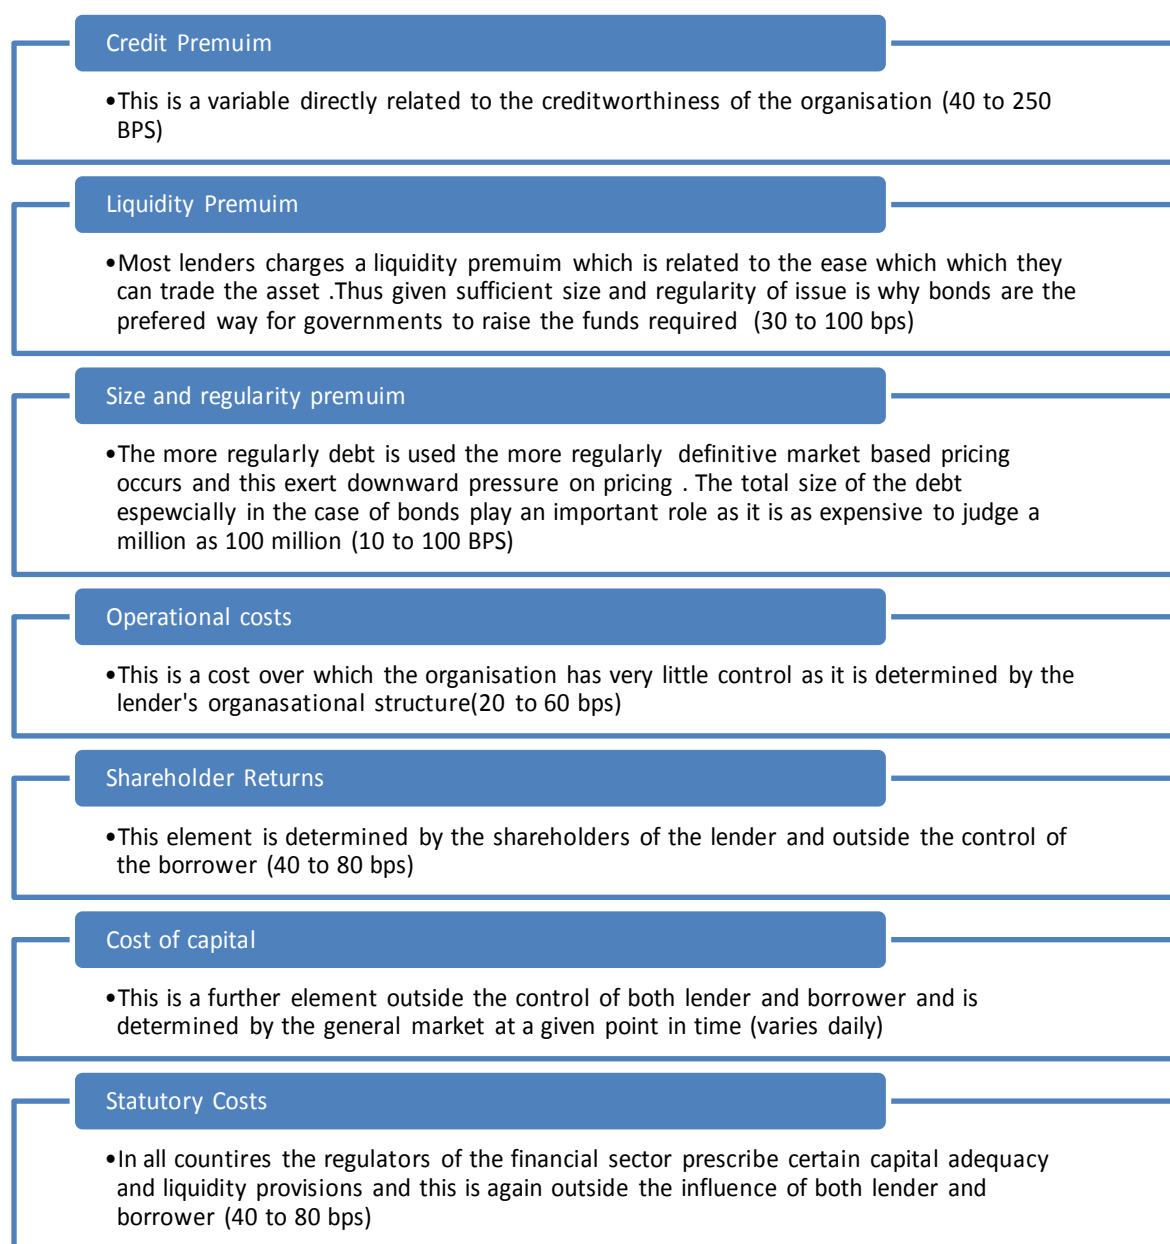 Credit Premuim
•This is a variable directly related to the creditworthiness of the organisation (40 to 250
BPS)
Liquidity Premuim
•Most lenders charges a liquidity premuim which is related to the ease which which they
can trade the asset .Thus given sufficient size and regularity of issue is why bonds are the
prefered way for governments to raise the funds required (30 to 100 bps)
Size and regularity premuim
•The more regularly debt is used the more regularly definitive market based pricing
occurs and this exert downward pressure on pricing . The total size of the debt
espewcially in the case of bonds play an important role as it is as expensive to judge a
million as 100 million (10 to 100 BPS)
Operational costs
•This is a cost over which the organisation has very little control as it is determined by the
lender's organasational structure(20 to 60 bps)
Shareholder Returns
•This element is determined by the shareholders of the lender and outside the control of
the borrower (40 to 80 bps)
Cost of capital
•This is a further element outside the control of both lender and borrower and is
determined by the general market at a given point in time (varies daily)
Statutory Costs
•In all countires the regulators of the financial sector prescribe certain capital adequacy
and liquidity provisions and this is again outside the influence of both lender and
borrower (40 to 80 bps)